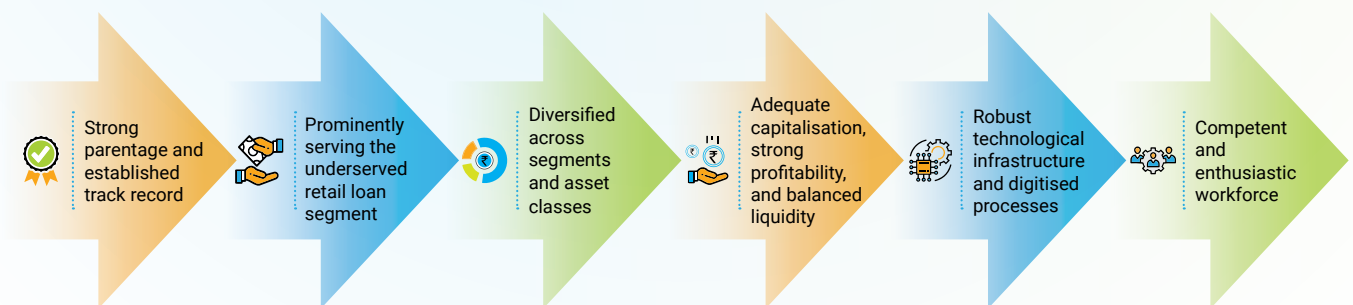 Strong
parentage and
established
track record
Prominently
serving the
underserved
retail loan
segment
Diversified
across
segments
and asset
classes
Adequate
capitalisation,
strong
profitability,
and balanced
liquidity
Robust
technological
infrastructure
and digitised
processes
Competent
and
enthusiastic
workforce